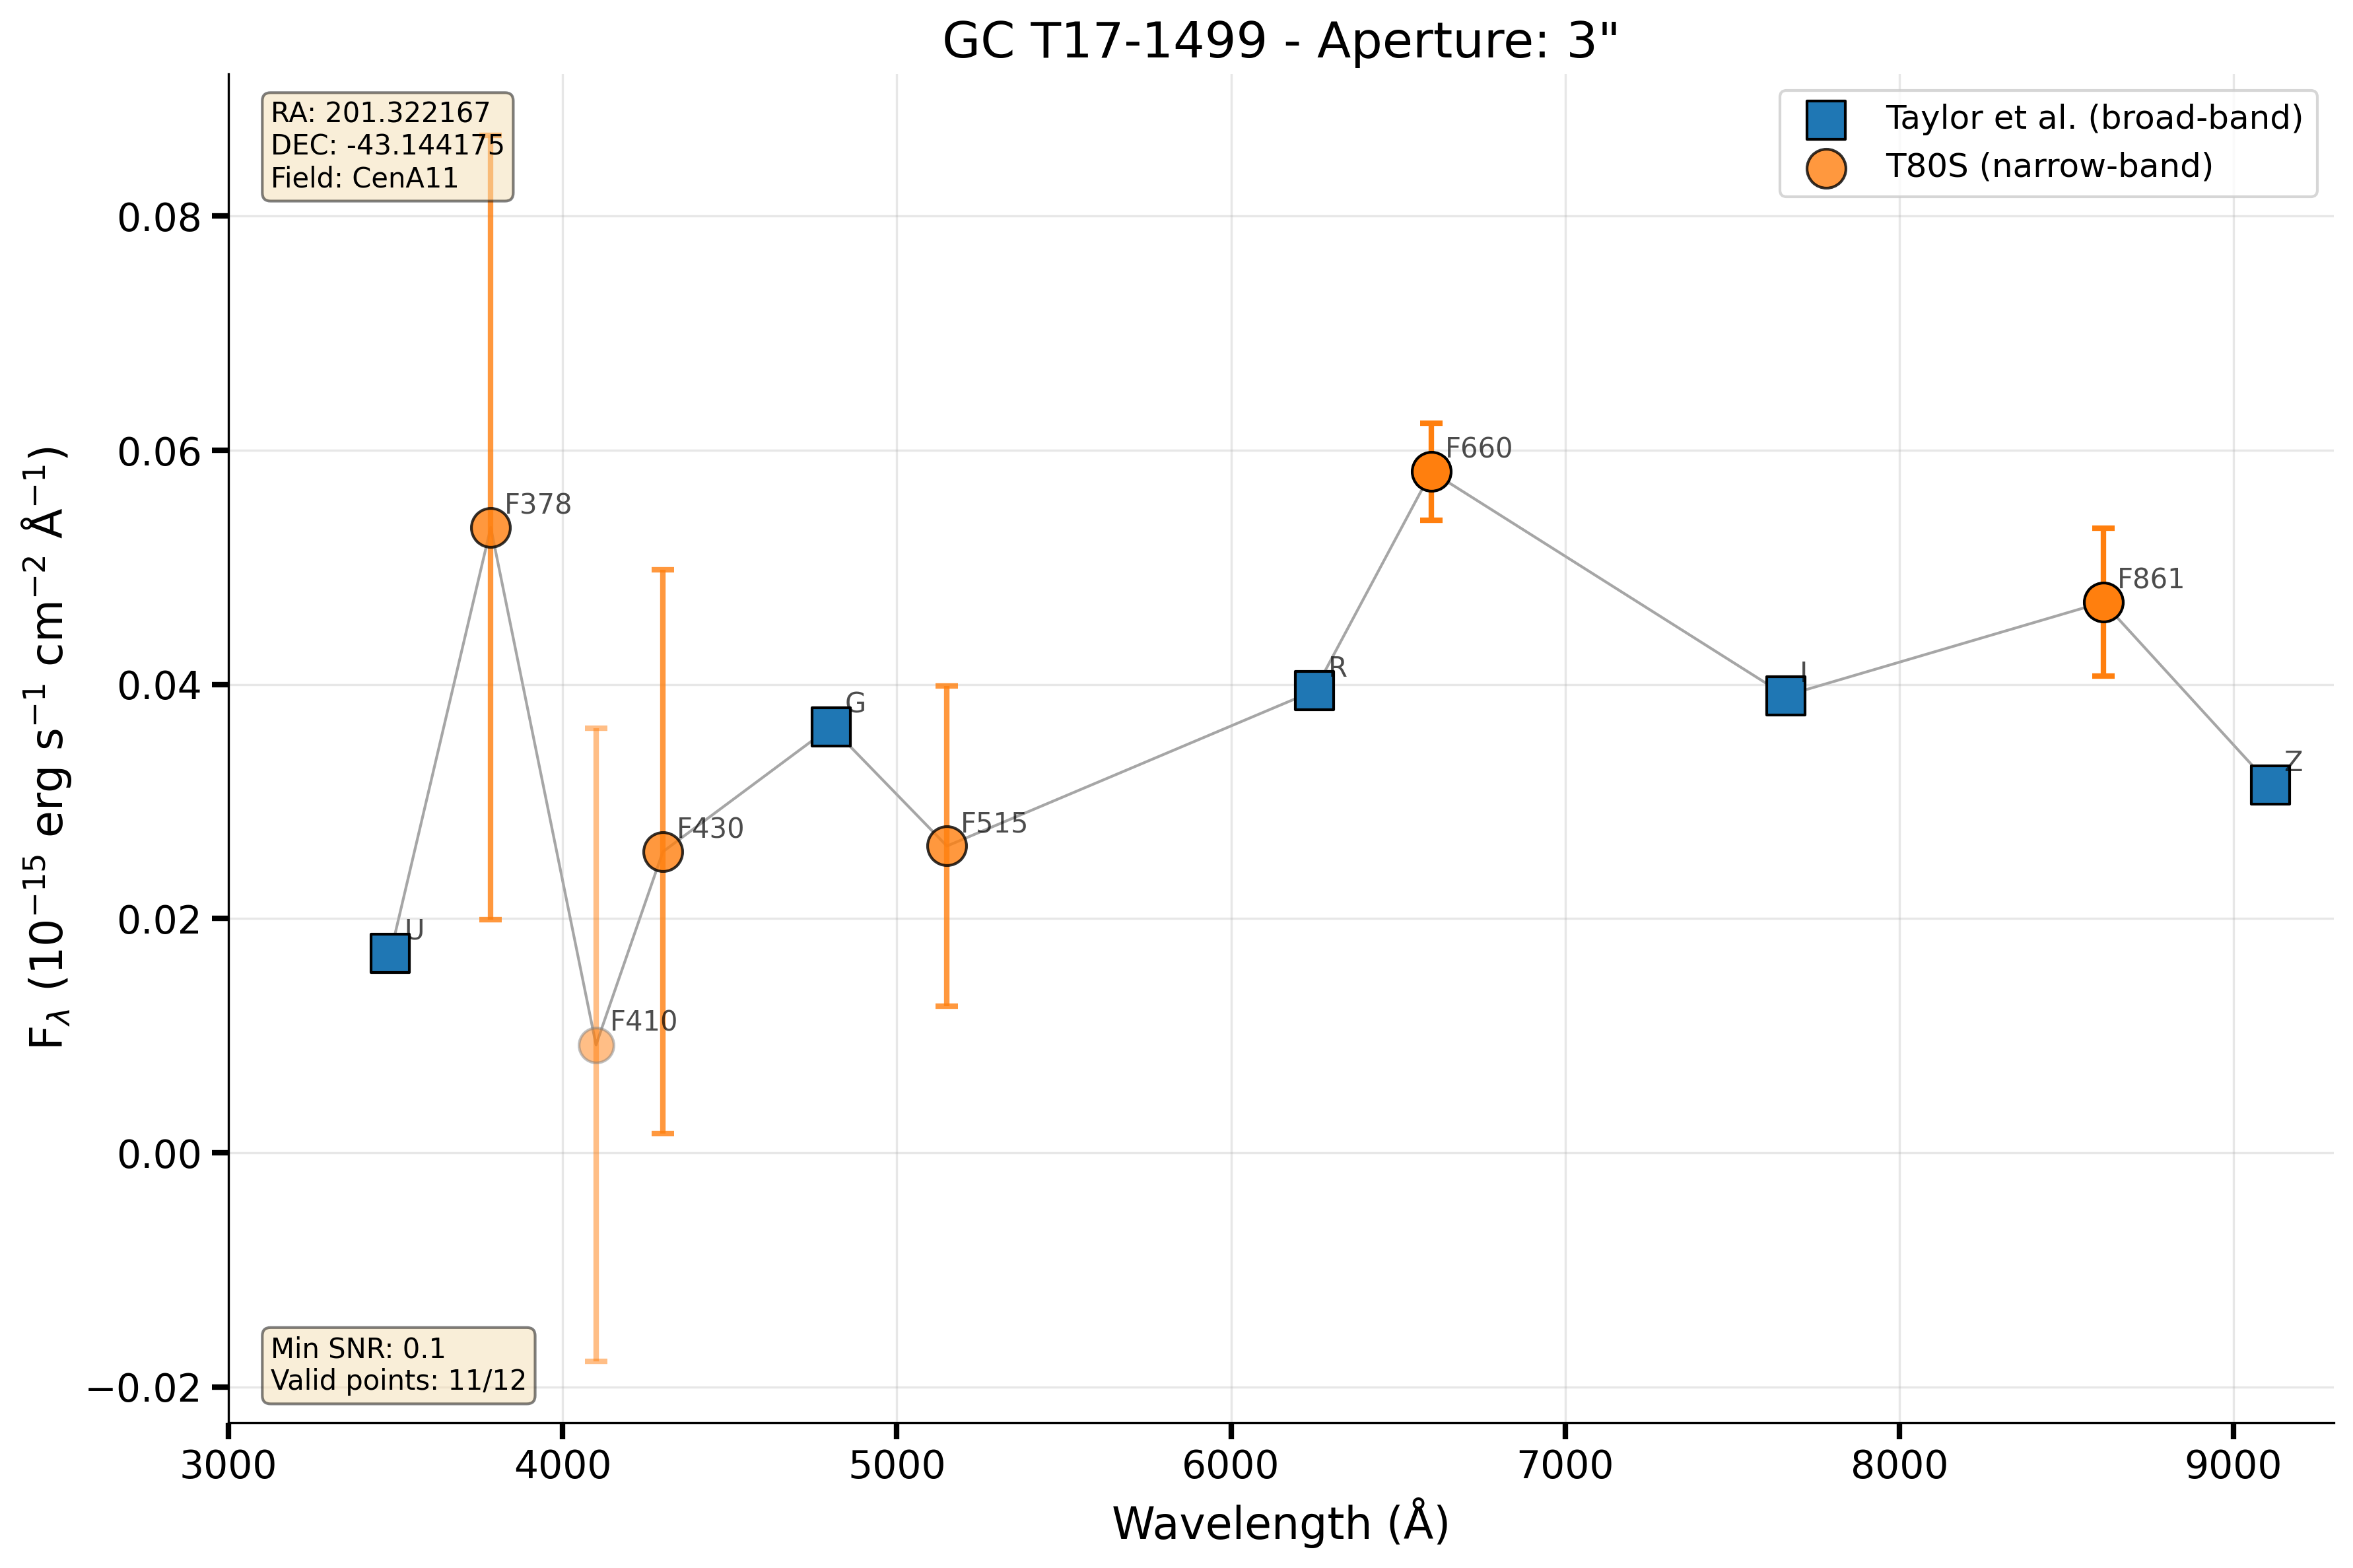 GC T17-1499 - Aperture: 3"
RA: 201.322167
DEC: -43.144175
Field: CenA11
Taylor et al. (broad-band)
T80S (narrow-band)
0.08
0.06
0.04
0.02
0.00
−0.02
F_λ (10⁻¹⁵ erg s⁻¹ cm⁻² Å⁻¹)
U
F378
F410
F430
G
F515
R
F660
I
F861
Z
Min SNR: 0.1
Valid points: 11/12
3000 4000 5000 6000 7000 8000 9000
Wavelength (Å)